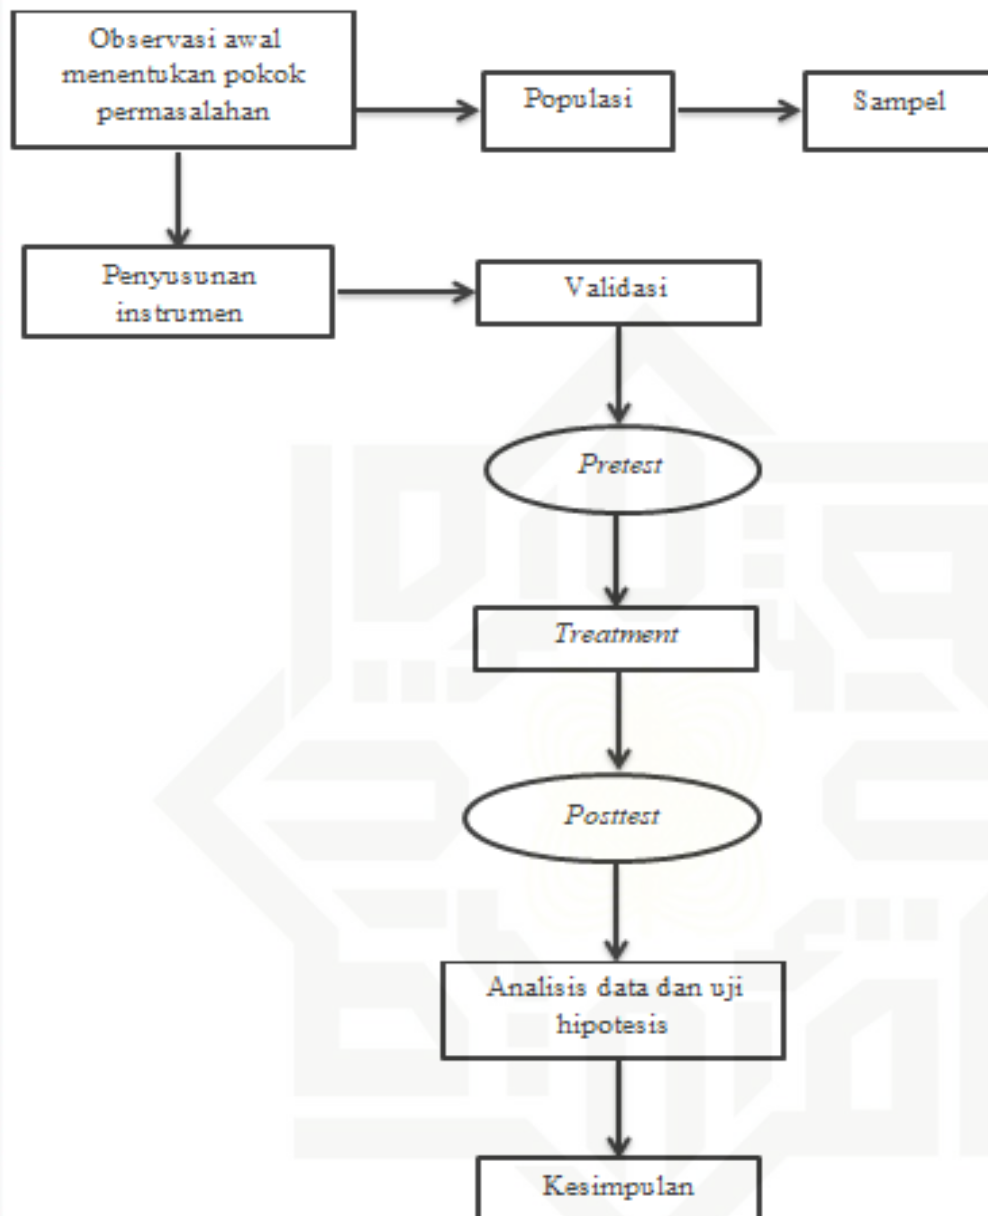 Observasi awal
menentukan pokok
permasalahan
Populasi
Sampel
Penyusunan
instrumen
Validasi
Pretest
Treatment
Posttest
Analisis data dan uji
hipotesis
Kesimpulan